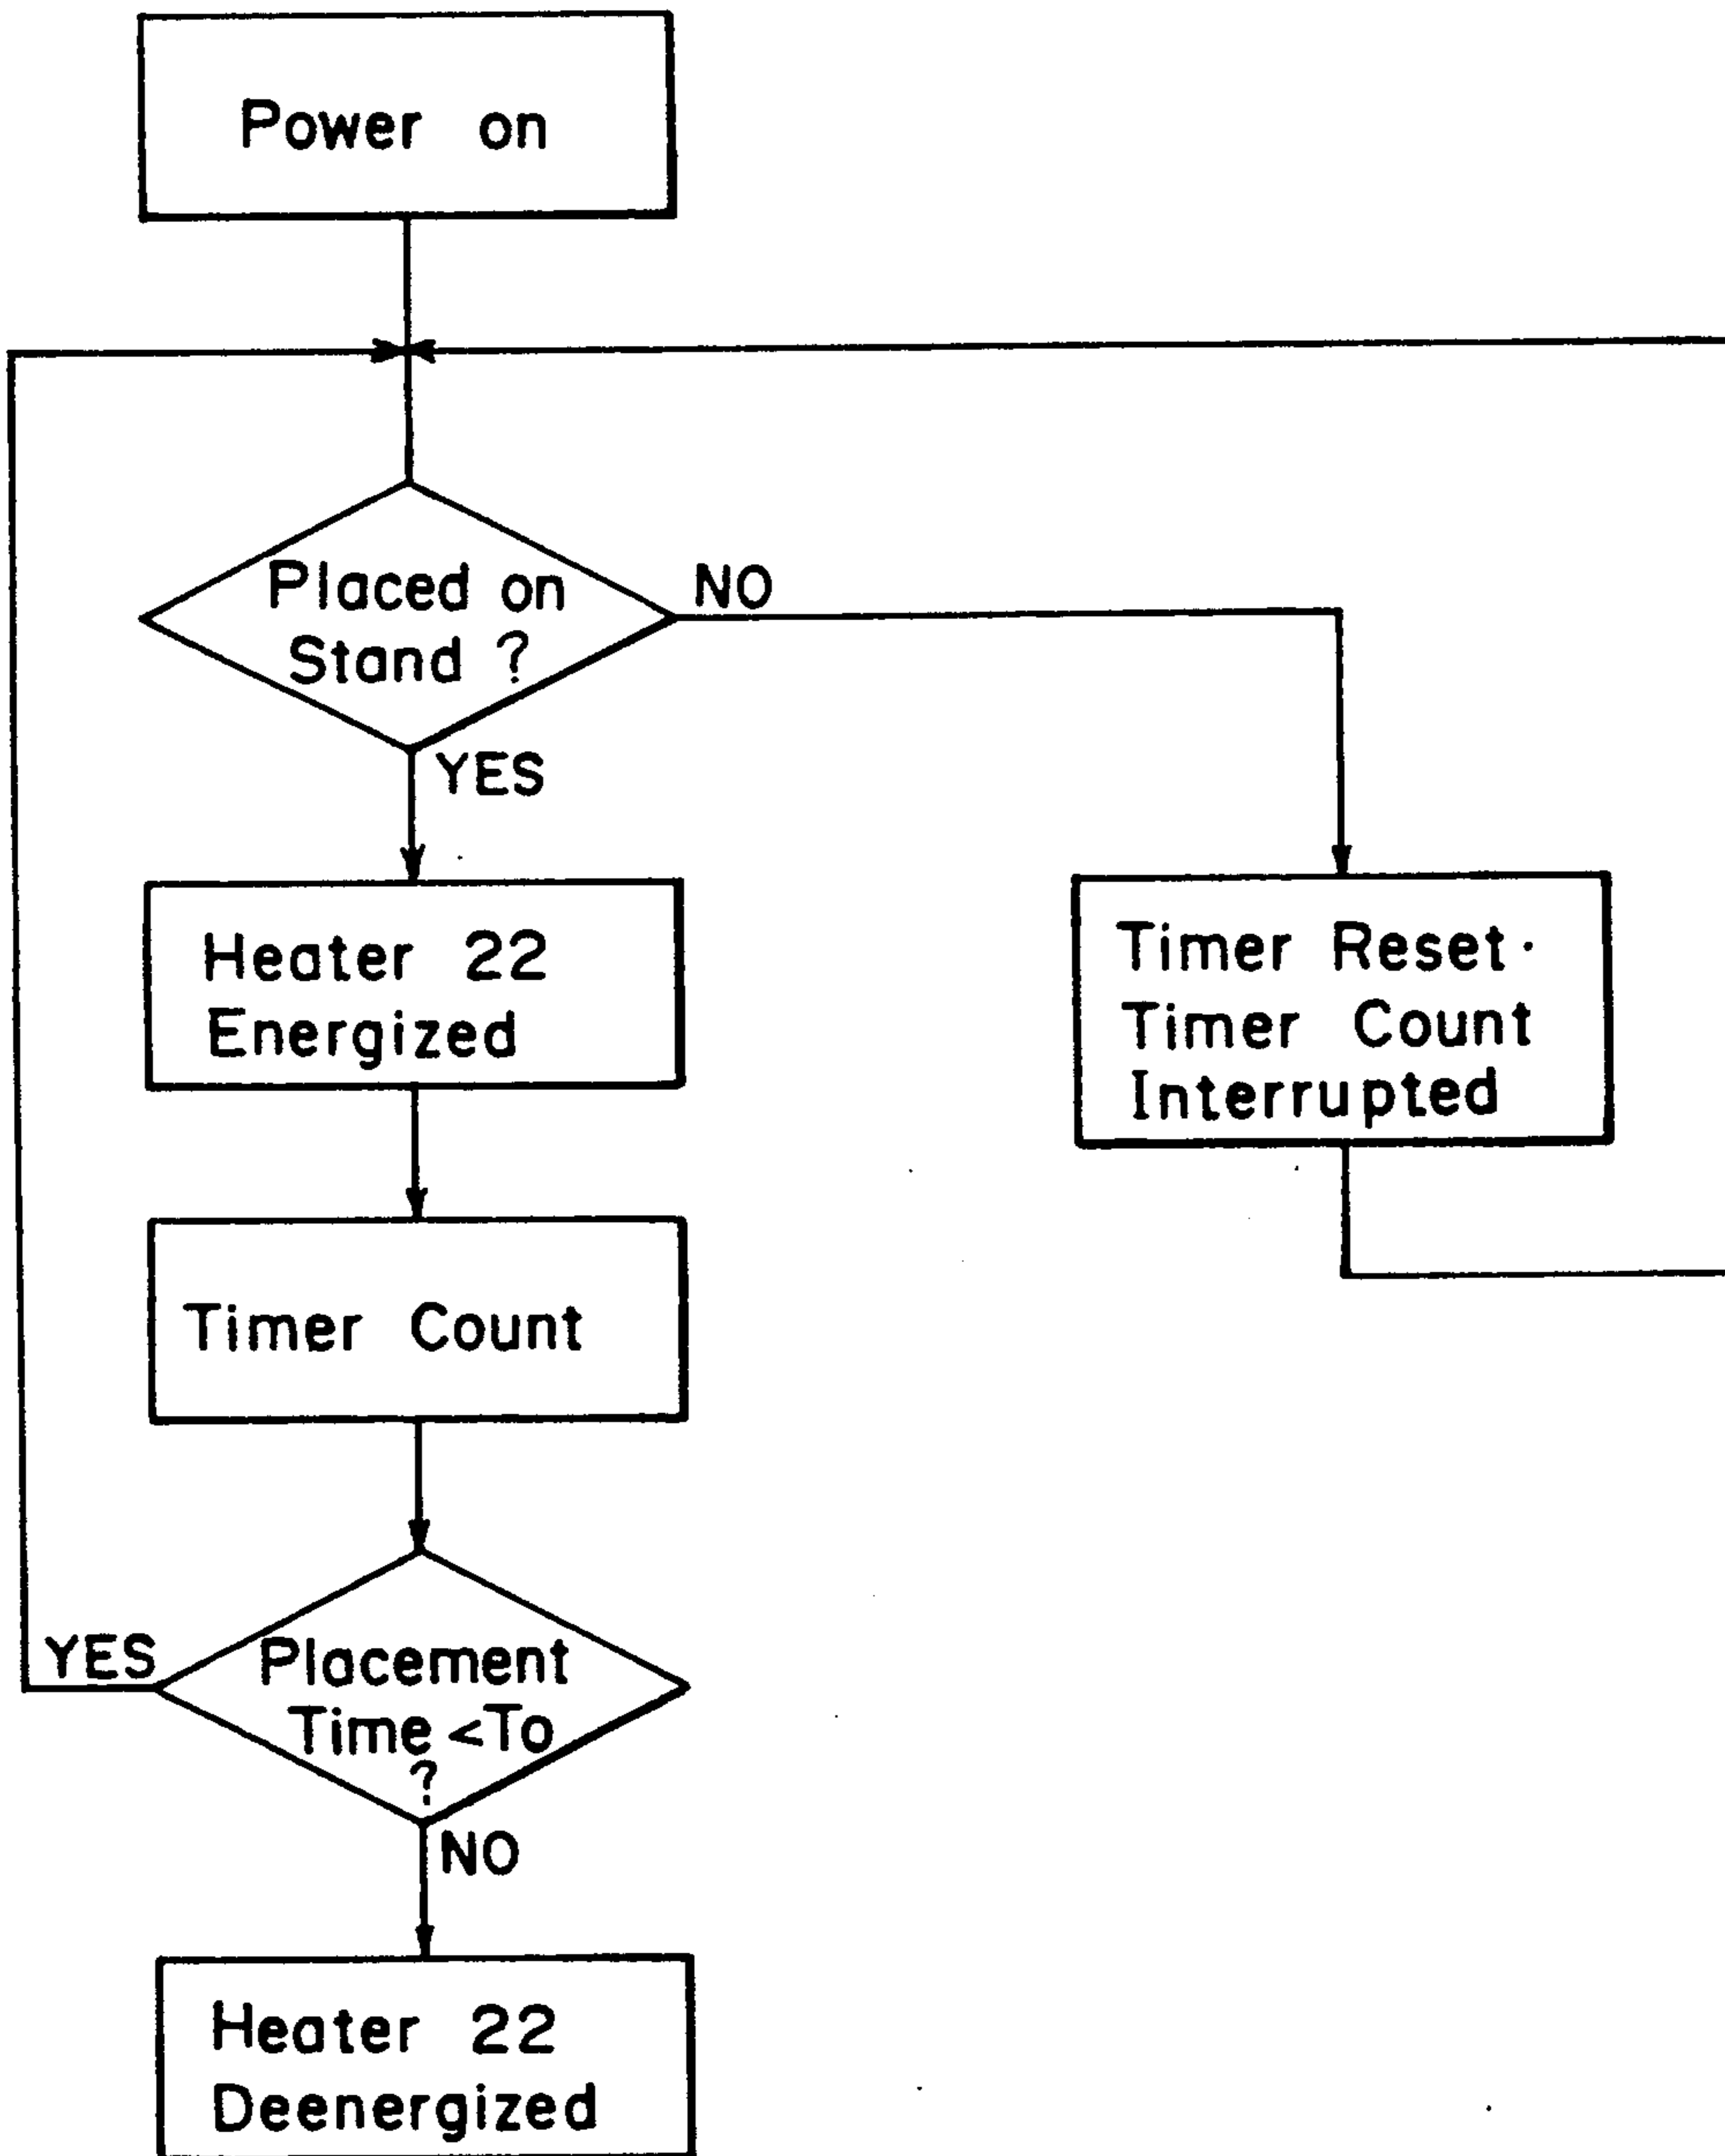 Power on
Placed on
Stand ?
NO
YES
Heater 22
Energized
Timer Reset·
Timer Count
Interrupted
Timer Count
YES
Placement
Time <To
?
NO
Heater 22
Deenergized